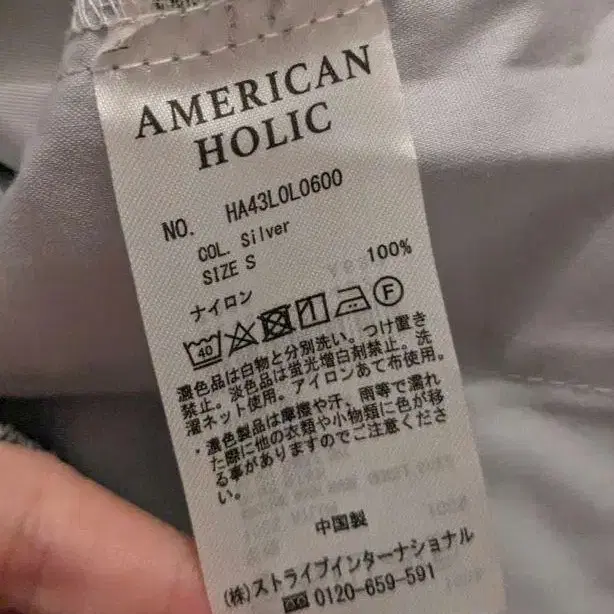 AMERICAN
HOLIC
NO. HA43L0L0600
COL. Silver
SIZE S
ナイロン 100%
40 F
濃色品は白物と分別洗い。つけ置き
禁止。淡色品は蛍光増白剤禁止。洗
濯ネット使用。アイロンあて布使用。
・濃色製品は摩擦や汗、雨等で濡れ
た際に他の衣類や小物類に色が移
る事がありますのでご注意くださ
い。
中国製
(株)ストライプインターナショナル
0120-659-591